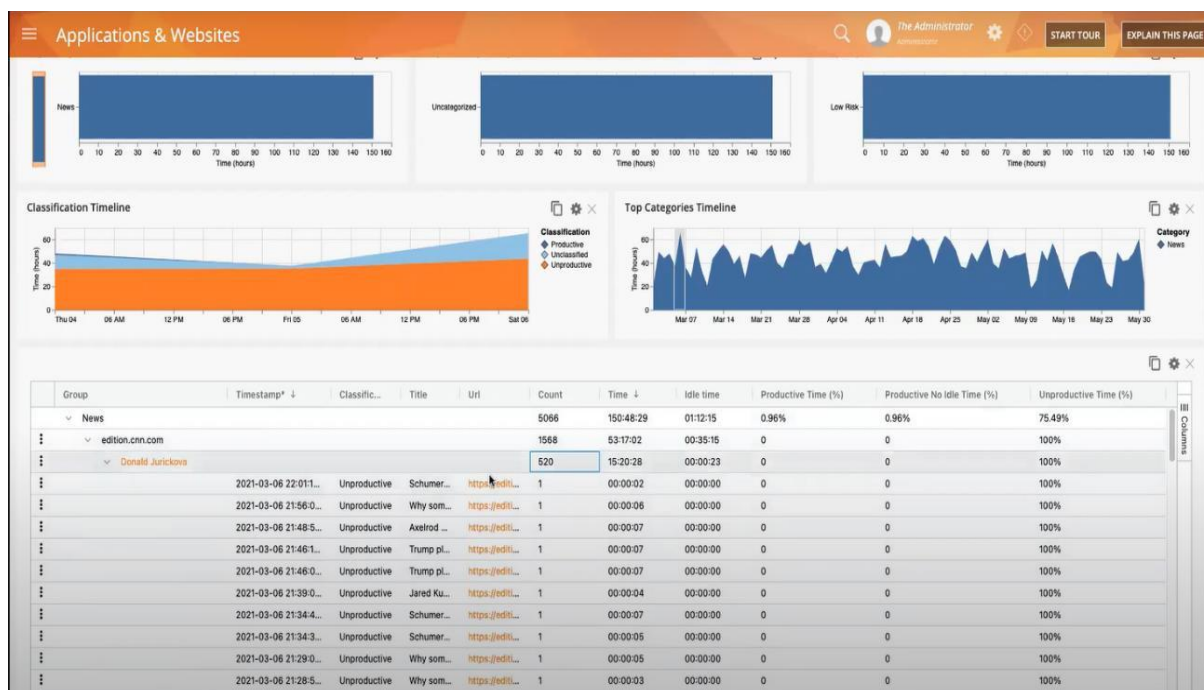 Applications & Websites
The Administrator
START TOUR
EXPLAIN THIS PAGE
News
0 10 20 30 40 50 60 70 80 90 100 110 120 130 140 150 160
Time (hours)
Uncategorized
0 10 20 30 40 50 60 70 80 90 100 110 120 130 140 150 160
Time (hours)
Low Risk
0 10 20 30 40 50 60 70 80 90 100 110 120 130 140 150 160
Time (hours)
Classification Timeline
Time (hours)
60
40
20
0
Thu 04 06 AM 12 PM 06 PM Fri 05 06 AM 12 PM 06 PM Sat 06
Classification
Productive
Unclassified
Unproductive
Top Categories Timeline
Time (hours)
60
40
20
0
Mar 07 Mar 14 Mar 21 Mar 28 Apr 04 Apr 11 Apr 18 Apr 25 May 02 May 09 May 16 May 23 May 30
Category
News
Group Timestamp* ↓ Classific... Title Url Count Time ↓ Idle time Productive Time (%) Productive No Idle Time (%) Unproductive Time (%)
Columns
News 5066 150:48:29 01:12:15 0.96% 0.96% 75.49%
edition.cnn.com 1568 53:17:02 00:35:15 0 0 100%
Donald Jurickova 520 15:20:28 00:00:23 0 0 100%
2021-03-06 22:01:1... Unproductive Schumer... https://editi... 1 00:00:02 00:00:00 0 0 100%
2021-03-06 21:56:0... Unproductive Why som... https://editi... 1 00:00:06 00:00:00 0 0 100%
2021-03-06 21:48:5... Unproductive Axelrod ... https://editi... 1 00:00:07 00:00:00 0 0 100%
2021-03-06 21:46:1... Unproductive Trump pl... https://editi... 1 00:00:07 00:00:00 0 0 100%
2021-03-06 21:46:0... Unproductive Trump pl... https://editi... 1 00:00:07 00:00:00 0 0 100%
2021-03-06 21:39:0... Unproductive Jared Ku... https://editi... 1 00:00:04 00:00:00 0 0 100%
2021-03-06 21:34:4... Unproductive Schumer... https://editi... 1 00:00:07 00:00:00 0 0 100%
2021-03-06 21:34:3... Unproductive Schumer... https://editi... 1 00:00:05 00:00:00 0 0 100%
2021-03-06 21:29:0... Unproductive Why som... https://editi... 1 00:00:05 00:00:00 0 0 100%
2021-03-06 21:28:5... Unproductive Why som... https://editi... 1 00:00:03 00:00:00 0 0 100%